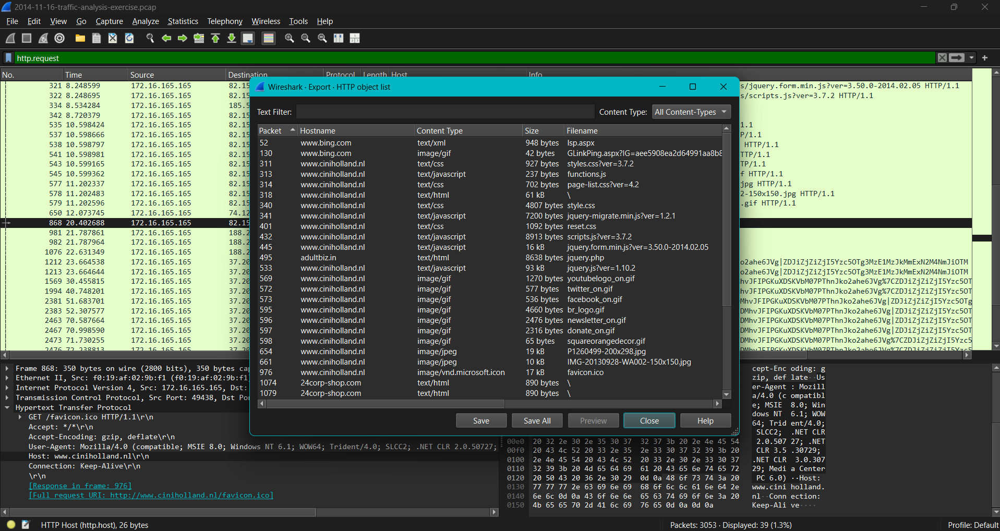 2014-11-16-traffic-analysis-exercise.pcap
File Edit View Go Capture Analyze Statistics Telephony Wireless Tools Help
http.request
No. Time Source Destination Protocol Length Host Info
321 8.248599 172.16.165.165 82.15 s/jquery.form.min.js?ver=3.50.0-2014.02.05 HTTP/1.1
322 8.248695 172.16.165.165 82.15 s/scripts.js?ver=3.7.2 HTTP/1.1
334 8.534284 172.16.165.165 185.5
342 8.720379 172.16.165.165 82.15
535 10.598424 172.16.165.165 82.15 1.1
537 10.598666 172.16.165.165 82.15 P/1.1
538 10.598797 172.16.165.165 82.15 HTTP/1.1
541 10.598981 172.16.165.165 82.15 TTP/1.1
543 10.599165 172.16.165.165 82.15 TP/1.1
545 10.599362 172.16.165.165 82.15 f HTTP/1.1
577 11.202337 172.16.165.165 82.15 jpg HTTP/1.1
578 11.202483 172.16.165.165 82.15 2-150x150.jpg HTTP/1.1
579 11.202596 172.16.165.165 82.15 .gif HTTP/1.1
650 12.073745 172.16.165.165 74.12
868 20.402688 172.16.165.165 82.15
981 21.787861 172.16.165.165 188.2
982 21.787964 172.16.165.165 188.2
1076 22.631349 172.16.165.165 188.2
1212 23.664538 172.16.165.165 37.20 o2ahe6JVg|ZDJiZjZiZjI5Yzc5OTg3MzE1MzJkMmExN2M4NmJiOTM
1213 23.664644 172.16.165.165 37.20 o2ahe6JVg|ZDJiZjZiZjI5Yzc5OTg3MzE1MzJkMmExN2M4NmJiOTM
1569 30.455815 172.16.165.165 37.20 hvJFIPGKuXDSKVbM07PThnJko2ahe6JVg%7CZDJiZjZiZjI5Yzc5OT
1994 40.748201 172.16.165.165 37.20 hvJFIPGKuXDSKVbM07PThnJko2ahe6JVg%7CZDJiZjZiZjI5Yzc5OT
2381 51.683701 172.16.165.165 37.20 MhvJFIPGKuXDSKVbM07PThnJko2ahe6JVg|ZDJiZjZiZjI5Yzc5OTg
2383 52.307577 172.16.165.165 37.20 DMhvJFIPGKuXDSKVbM07PThnJko2ahe6JVg|ZDJiZjZiZjI5Yzc5OT
2463 70.587664 172.16.165.165 37.20 DMhvJFIPGKuXDSKVbM07PThnJko2ahe6JVg|ZDJiZjZiZjI5Yzc5OT
2467 70.998590 172.16.165.165 37.20 DMhvJFIPGKuXDSKVbM07PThnJko2ahe6JVg|ZDJiZjZiZjI5Yzc5OT
2473 71.730255 172.16.165.165 37.20 DMhvJFIPGKuXDSKVbM07PThnJko2ahe6JVg%7CZDJiZjZiZjI5Yzc5
2476 72.238813 172.16.165.165 37.20
Wireshark · Export · HTTP object list
Text Filter: Content Type: All Content-Types
Packet Hostname Content Type Size Filename
52 www.bing.com text/xml 948 bytes lsp.aspx
130 www.bing.com image/gif 42 bytes GLinkPing.aspx?IG=aee5908ea2d64991aa8b8
311 www.ciniholland.nl text/css 927 bytes styles.css?ver=3.7.2
313 www.ciniholland.nl text/javascript 237 bytes functions.js
314 www.ciniholland.nl text/css 702 bytes page-list.css?ver=4.2
318 www.ciniholland.nl text/html 61 kB \
340 www.ciniholland.nl text/css 4807 bytes style.css
341 www.ciniholland.nl text/javascript 7200 bytes jquery-migrate.min.js?ver=1.2.1
401 www.ciniholland.nl text/css 1092 bytes reset.css
432 www.ciniholland.nl text/javascript 8913 bytes scripts.js?ver=3.7.2
445 www.ciniholland.nl text/javascript 16 kB jquery.form.min.js?ver=3.50.0-2014.02.05
495 adultbiz.in text/html 8638 bytes jquery.php
533 www.ciniholland.nl text/javascript 93 kB jquery.js?ver=1.10.2
569 www.ciniholland.nl image/gif 1270 bytes youtubelogo_on.gif
572 www.ciniholland.nl image/gif 577 bytes twitter_on.gif
573 www.ciniholland.nl image/gif 536 bytes facebook_on.gif
595 www.ciniholland.nl image/gif 4660 bytes br_logo.gif
596 www.ciniholland.nl image/gif 2476 bytes newsletter_on.gif
597 www.ciniholland.nl image/gif 2316 bytes donate_on.gif
598 www.ciniholland.nl image/gif 65 bytes squareorangedecor.gif
654 www.ciniholland.nl image/jpeg 19 kB P1260499-200x298.jpg
661 www.ciniholland.nl image/jpeg 10 kB IMG-20130928-WA002-150x150.jpg
976 www.ciniholland.nl image/vnd.microsoft.icon 17 kB favicon.ico
1074 24corp-shop.com text/html 890 bytes \
1079 24corp-shop.com text/html 890 bytes \
Save Save All Preview Close Help
Frame 868: 350 bytes on wire (2800 bits), 350 bytes cap
Ethernet II, Src: f0:19:af:02:9b:f1 (f0:19:af:02:9b:f1
Internet Protocol Version 4, Src: 172.16.165.165, Dst:
Transmission Control Protocol, Src Port: 49438, Dst Po
Hypertext Transfer Protocol
GET /favicon.ico HTTP/1.1\r\n
Accept: */*\r\n
Accept-Encoding: gzip, deflate\r\n
User-Agent: Mozilla/4.0 (compatible; MSIE 8.0; Windows NT 6.1; WOW64; Trident/4.0; SLCC2; .NET CLR 2.0.50727;
Host: www.ciniholland.nl\r\n
Connection: Keep-Alive\r\n
\r\n
[Response in frame: 976]
[Full request URI: http://www.ciniholland.nl/favicon.ico]
cept-Enc oding: g
zip, def late··Us
er-Agent : Mozill
a/4.0 (c ompatibl
e; MSIE 8.0; Win
dows NT 6.1; WOW
64; Trid ent/4.0;
SLCC2; .NET CLR
00e0 20 32 2e 30 2e 35 30 37 32 37 3b 20 2e 4e 45 54 2.0.507 27; .NET
00f0 20 43 4c 52 20 33 2e 35 2e 33 30 37 32 39 3b 20 CLR 3.5 .30729;
0100 2e 4e 45 54 20 43 4c 52 20 33 2e 30 2e 33 30 37 .NET CLR 3.0.307
0110 32 39 3b 20 4d 65 64 69 61 20 43 65 6e 74 65 72 29; Medi a Center
0120 20 50 43 20 36 2e 30 29 0d 0a 48 6f 73 74 3a 20 PC 6.0) ··Host:
0130 77 77 77 2e 63 69 6e 69 68 6f 6c 6c 61 6e 64 2e www.cini holland.
0140 6e 6c 0d 0a 43 6f 6e 6e 65 63 74 69 6f 6e 3a 20 nl··Conn ection:
0150 4b 65 65 70 2d 41 6c 69 76 65 0d 0a 0d 0a Keep-Ali ve····
HTTP Host (http.host), 26 bytes
Packets: 3053 · Displayed: 39 (1.3%)
Profile: Default